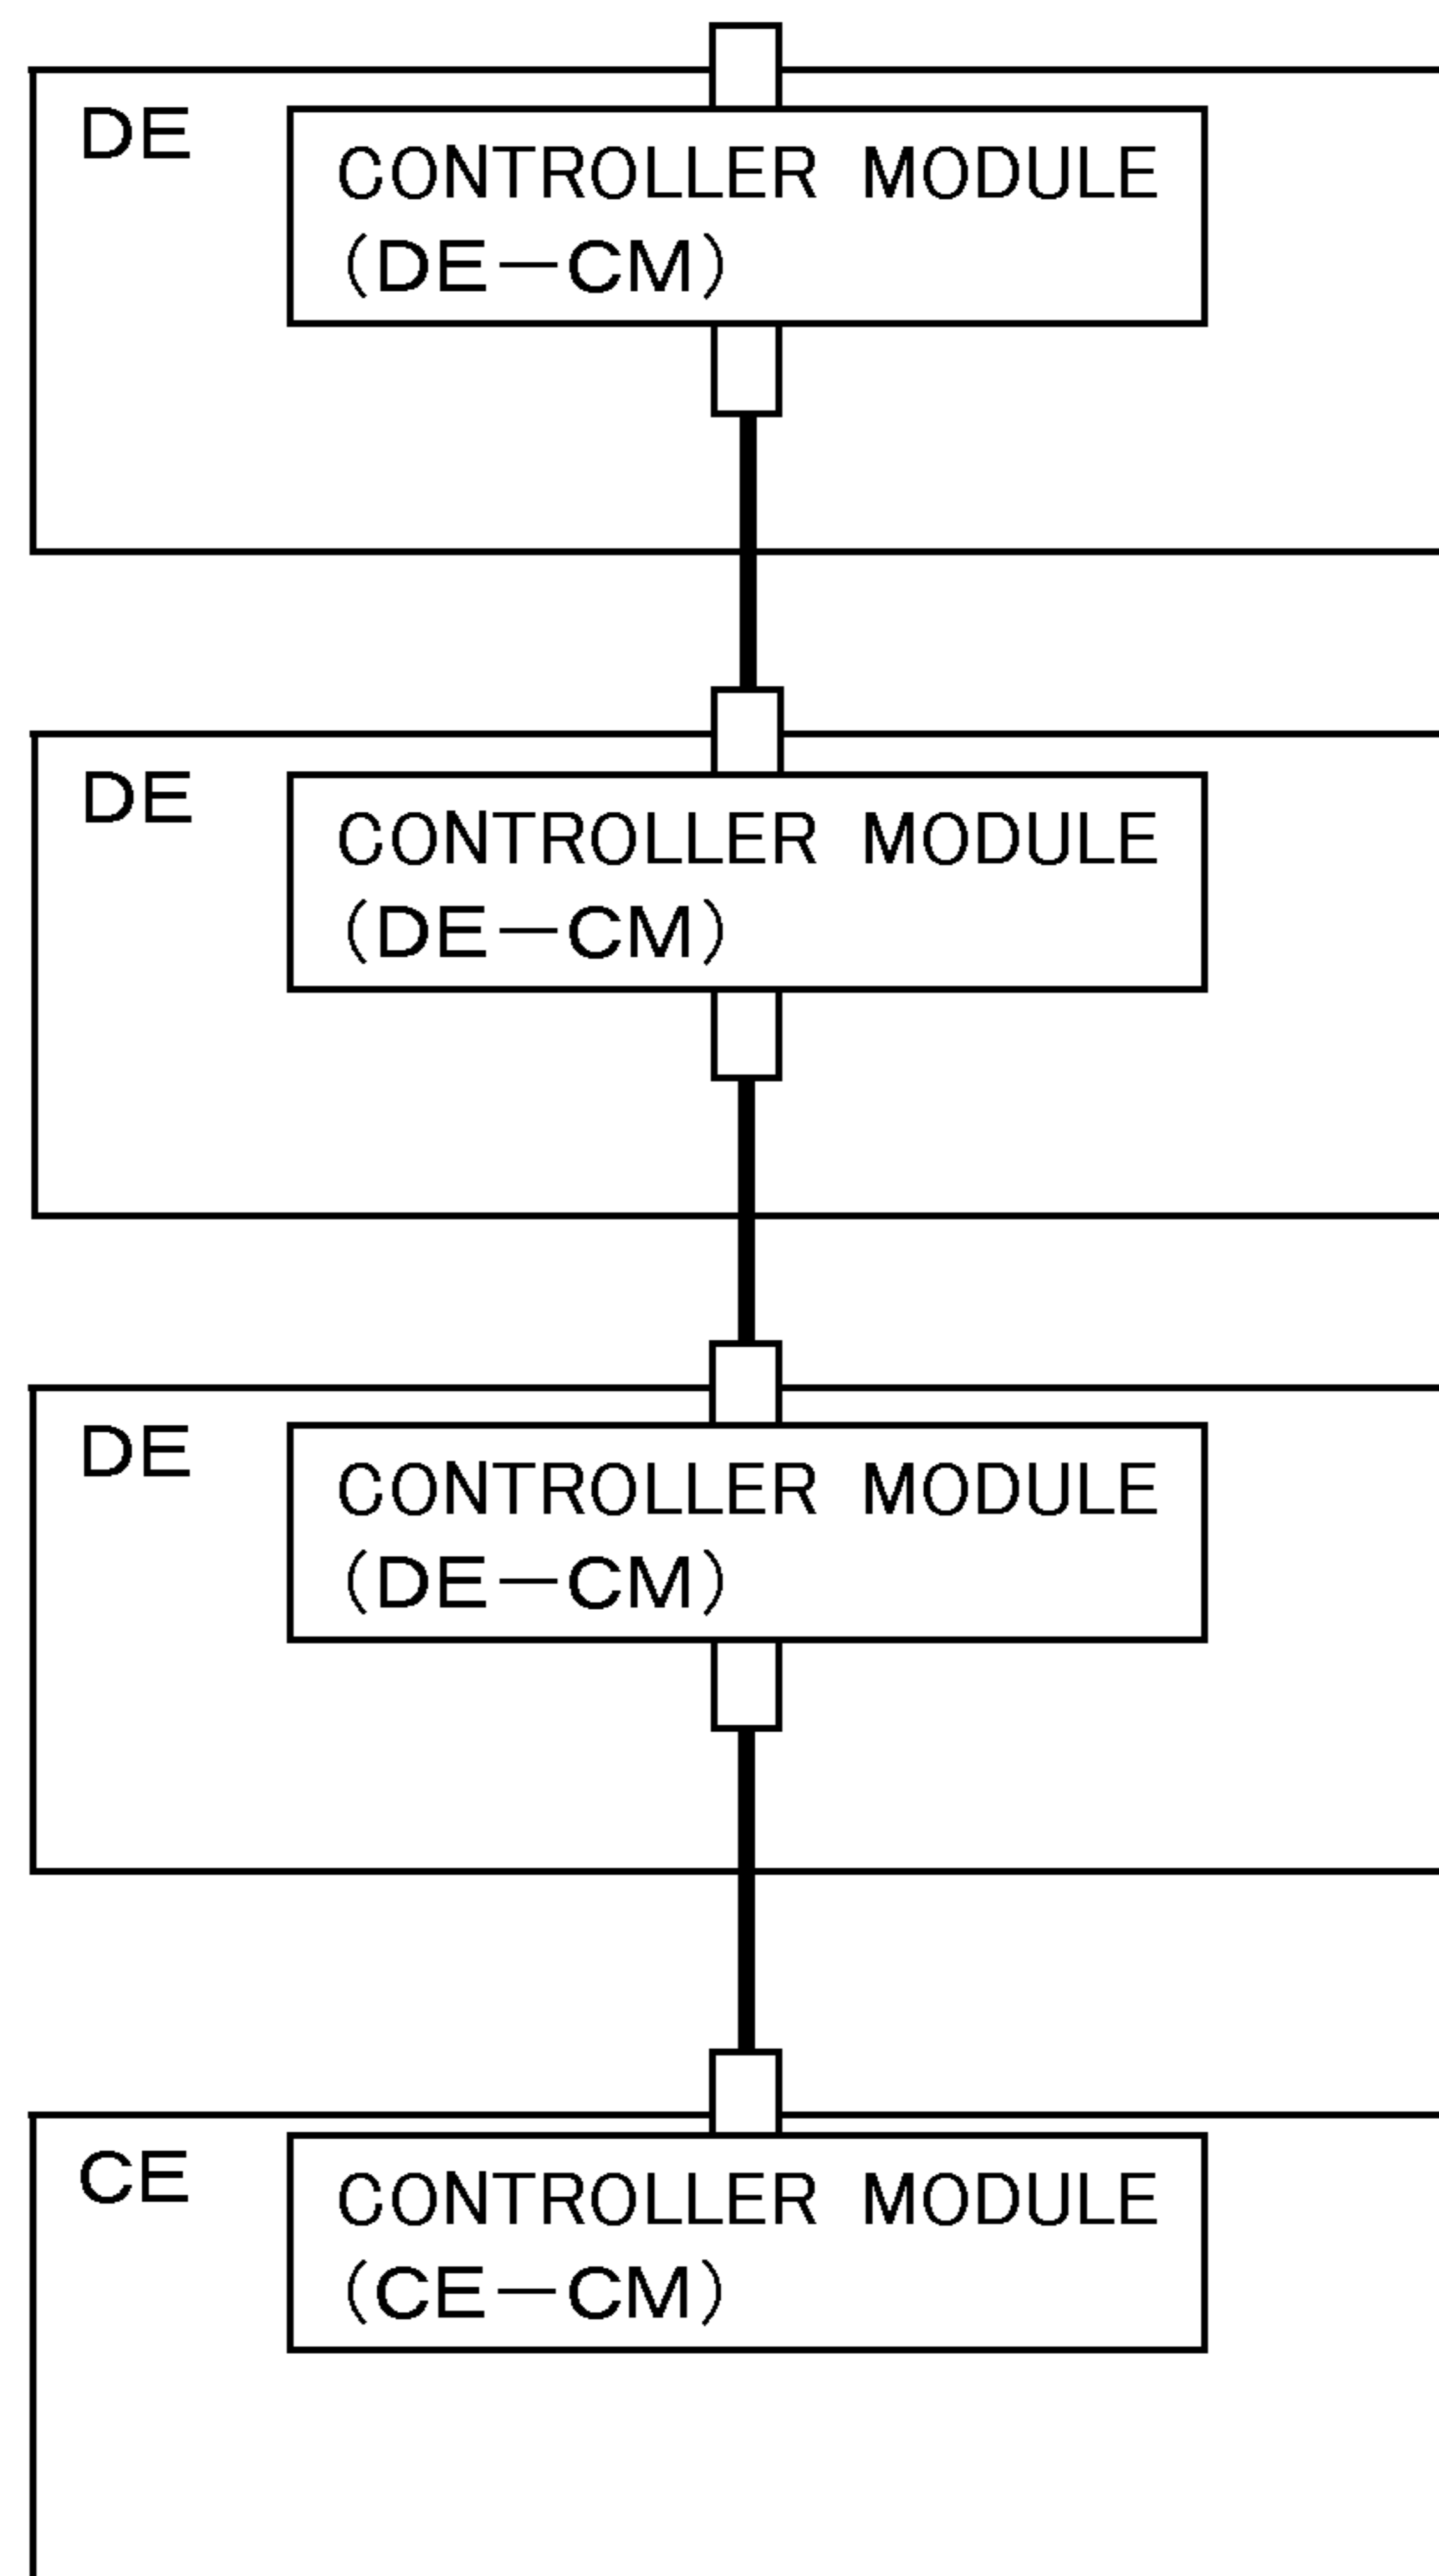 DE
CONTROLLER MODULE
(DE-CM)
DE
CONTROLLER MODULE
(DE-CM)
DE
CONTROLLER MODULE
(DE-CM)
CE
CONTROLLER MODULE
(CE-CM)